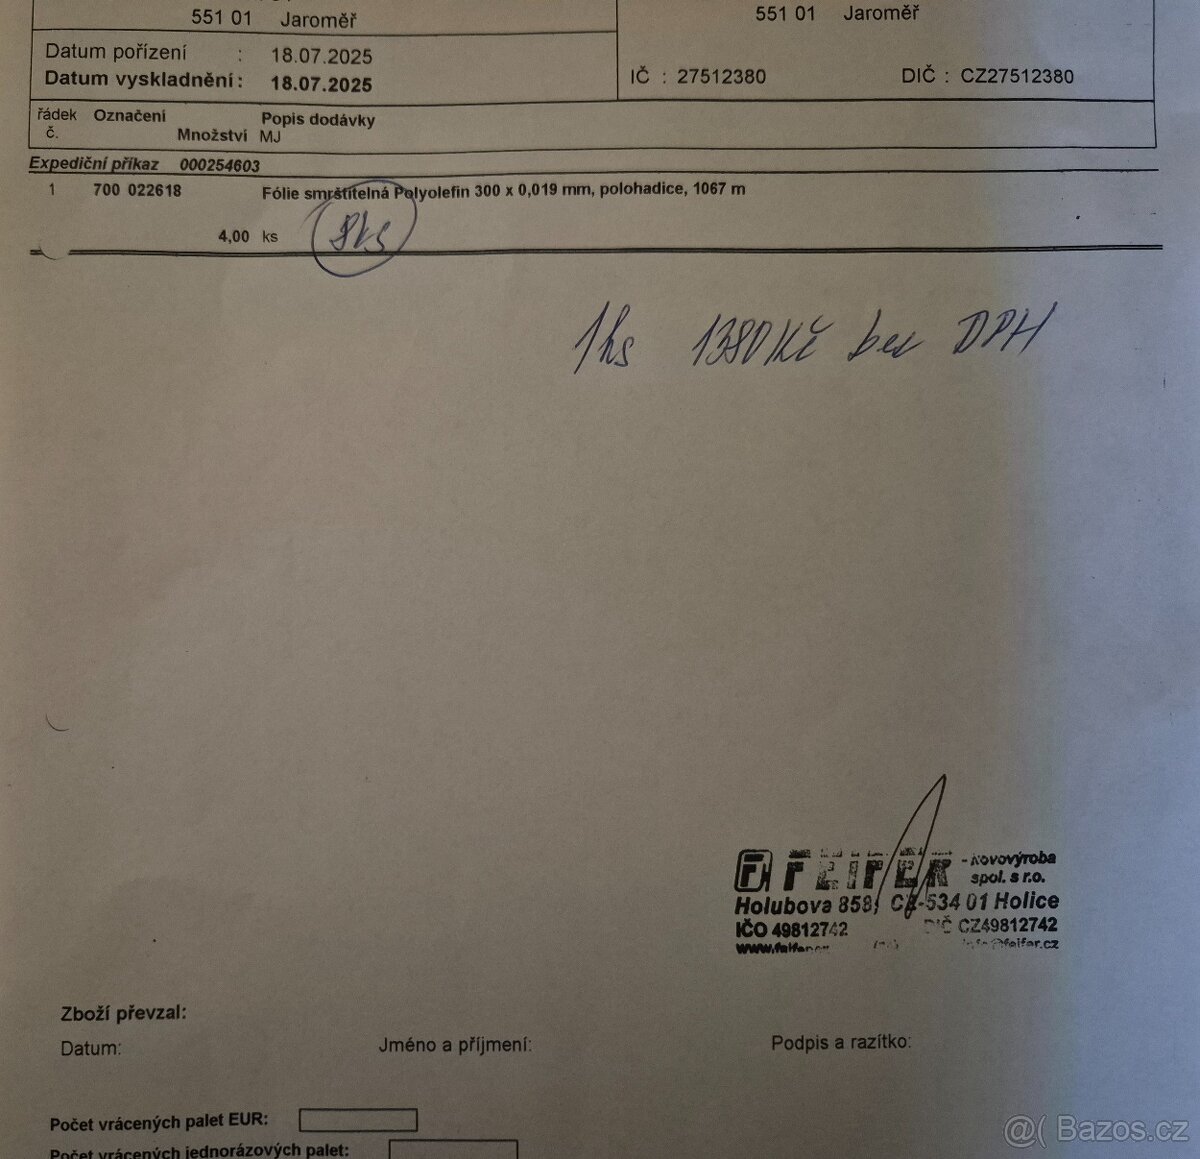 551 01 Jaroměř
551 01 Jaroměř
Datum pořízení : 18.07.2025
Datum vyskladnění : 18.07.2025
IČ : 27512380 DIČ : CZ27512380
řádek č. Označení Popis dodávky
Množství MJ
Expediční příkaz 000254603
1 700 022618 Fólie smrštitelná Polyolefin 300 x 0,019 mm, polohadice, 1067 m
4,00 ks 8ks
1ks 1380Kč bez DPH
FEIFER - kovovýroba
spol. s r.o.
Holubova 858, CZ-534 01 Holice
IČO 49812742 DIČ CZ49812742
Zboží převzal:
Datum: Jméno a příjmení: Podpis a razítko:
Počet vrácených palet EUR:
Počet vrácených jednorázových palet:
@( Bazos.cz